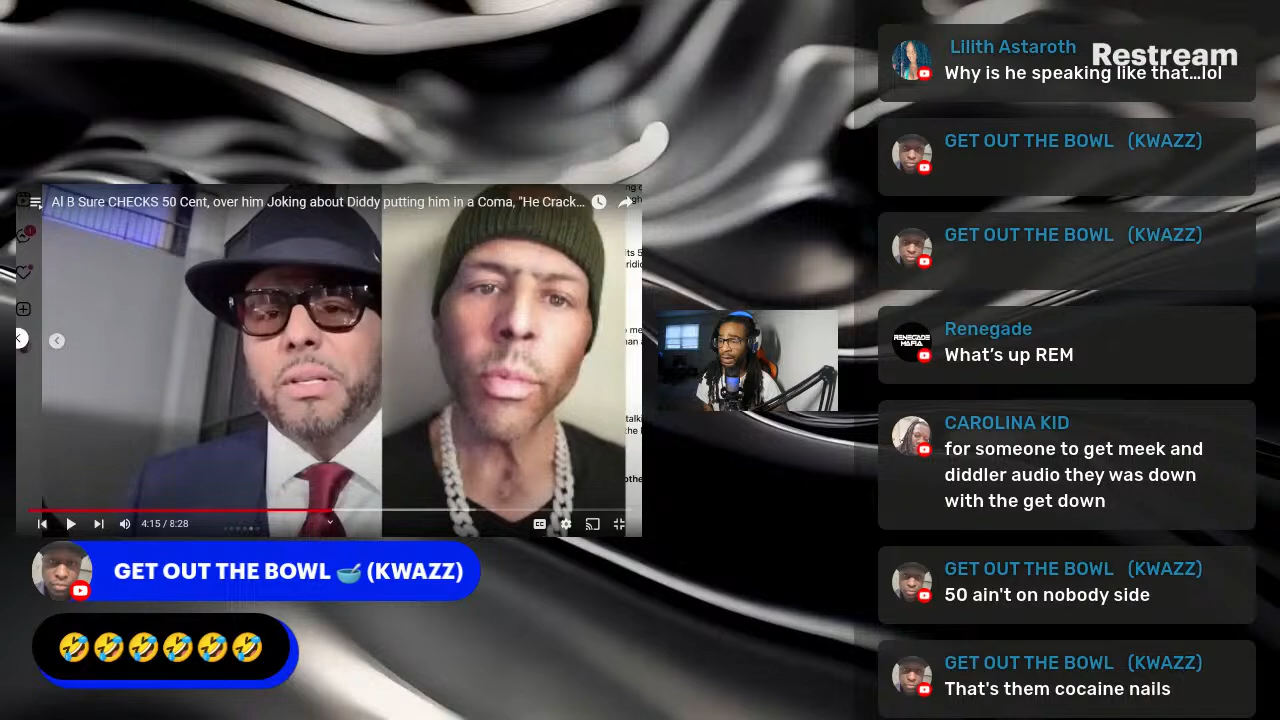 Restream
Lilith Astaroth
Why is he speaking like that…lol
GET OUT THE BOWL (KWAZZ)
GET OUT THE BOWL (KWAZZ)
Renegade
RENEGADE
MAFIA
What's up REM
CAROLINA KID
for someone to get meek and
diddler audio they was down
with the get down
GET OUT THE BOWL (KWAZZ)
50 ain't on nobody side
GET OUT THE BOWL (KWAZZ)
That's them cocaine nails
Al B Sure CHECKS 50 Cent, over him Joking about Diddy putting him in a Coma, "He Crack...
4:15 / 8:28
CC
GET OUT THE BOWL 🥣 (KWAZZ)
🤣🤣🤣🤣🤣🤣